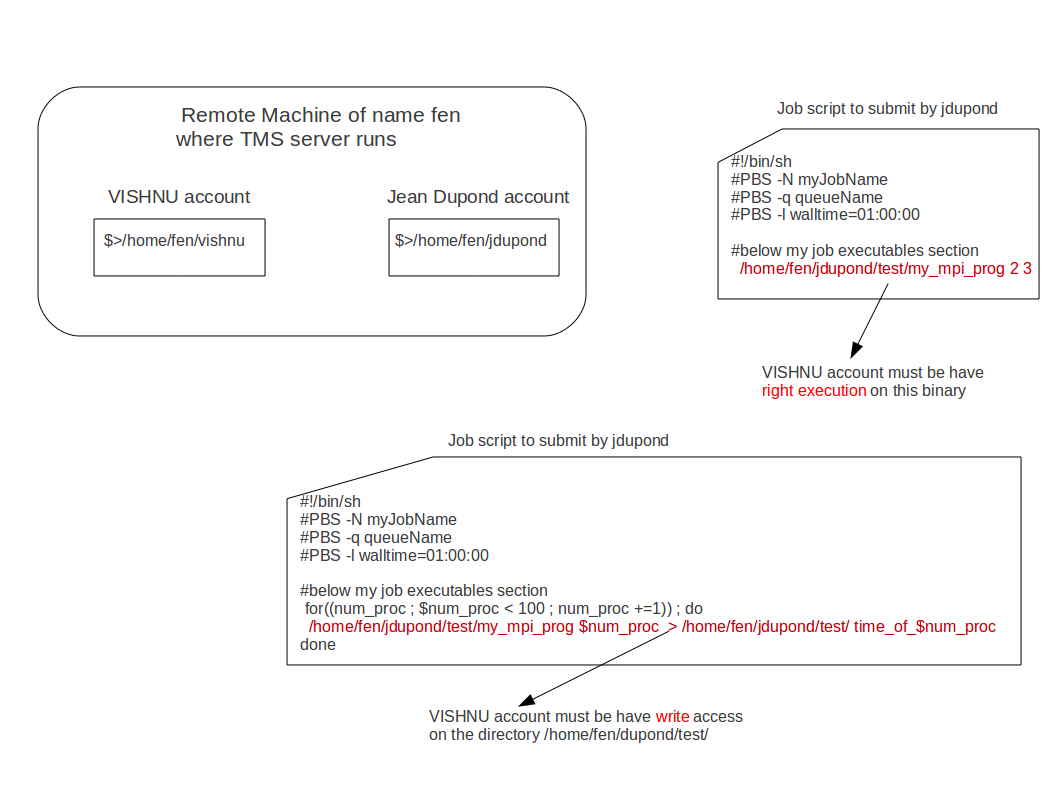 Remote Machine of name fen
where TMS server runs
VISHNU account
$>/home/fen/vishnu
Jean Dupond account
$>/home/fen/jdupond
Job script to submit by jdupond
#!/bin/sh
#PBS -N myJobName
#PBS -q queueName
#PBS -l walltime=01:00:00
#below my job executables section
/home/fen/jdupond/test/my_mpi_prog 2 3
VISHNU account must be have
right execution on this binary
Job script to submit by jdupond
#!/bin/sh
#PBS -N myJobName
#PBS -q queueName
#PBS -l walltime=01:00:00
#below my job executables section
for((num_proc ; $num_proc < 100 ; num_proc +=1)) ; do
/home/fen/jdupond/test/my_mpi_prog $num_proc > /home/fen/jdupond/test/ time_of_$num_proc
done
VISHNU account must be have write access
on the directory /home/fen/dupond/test/